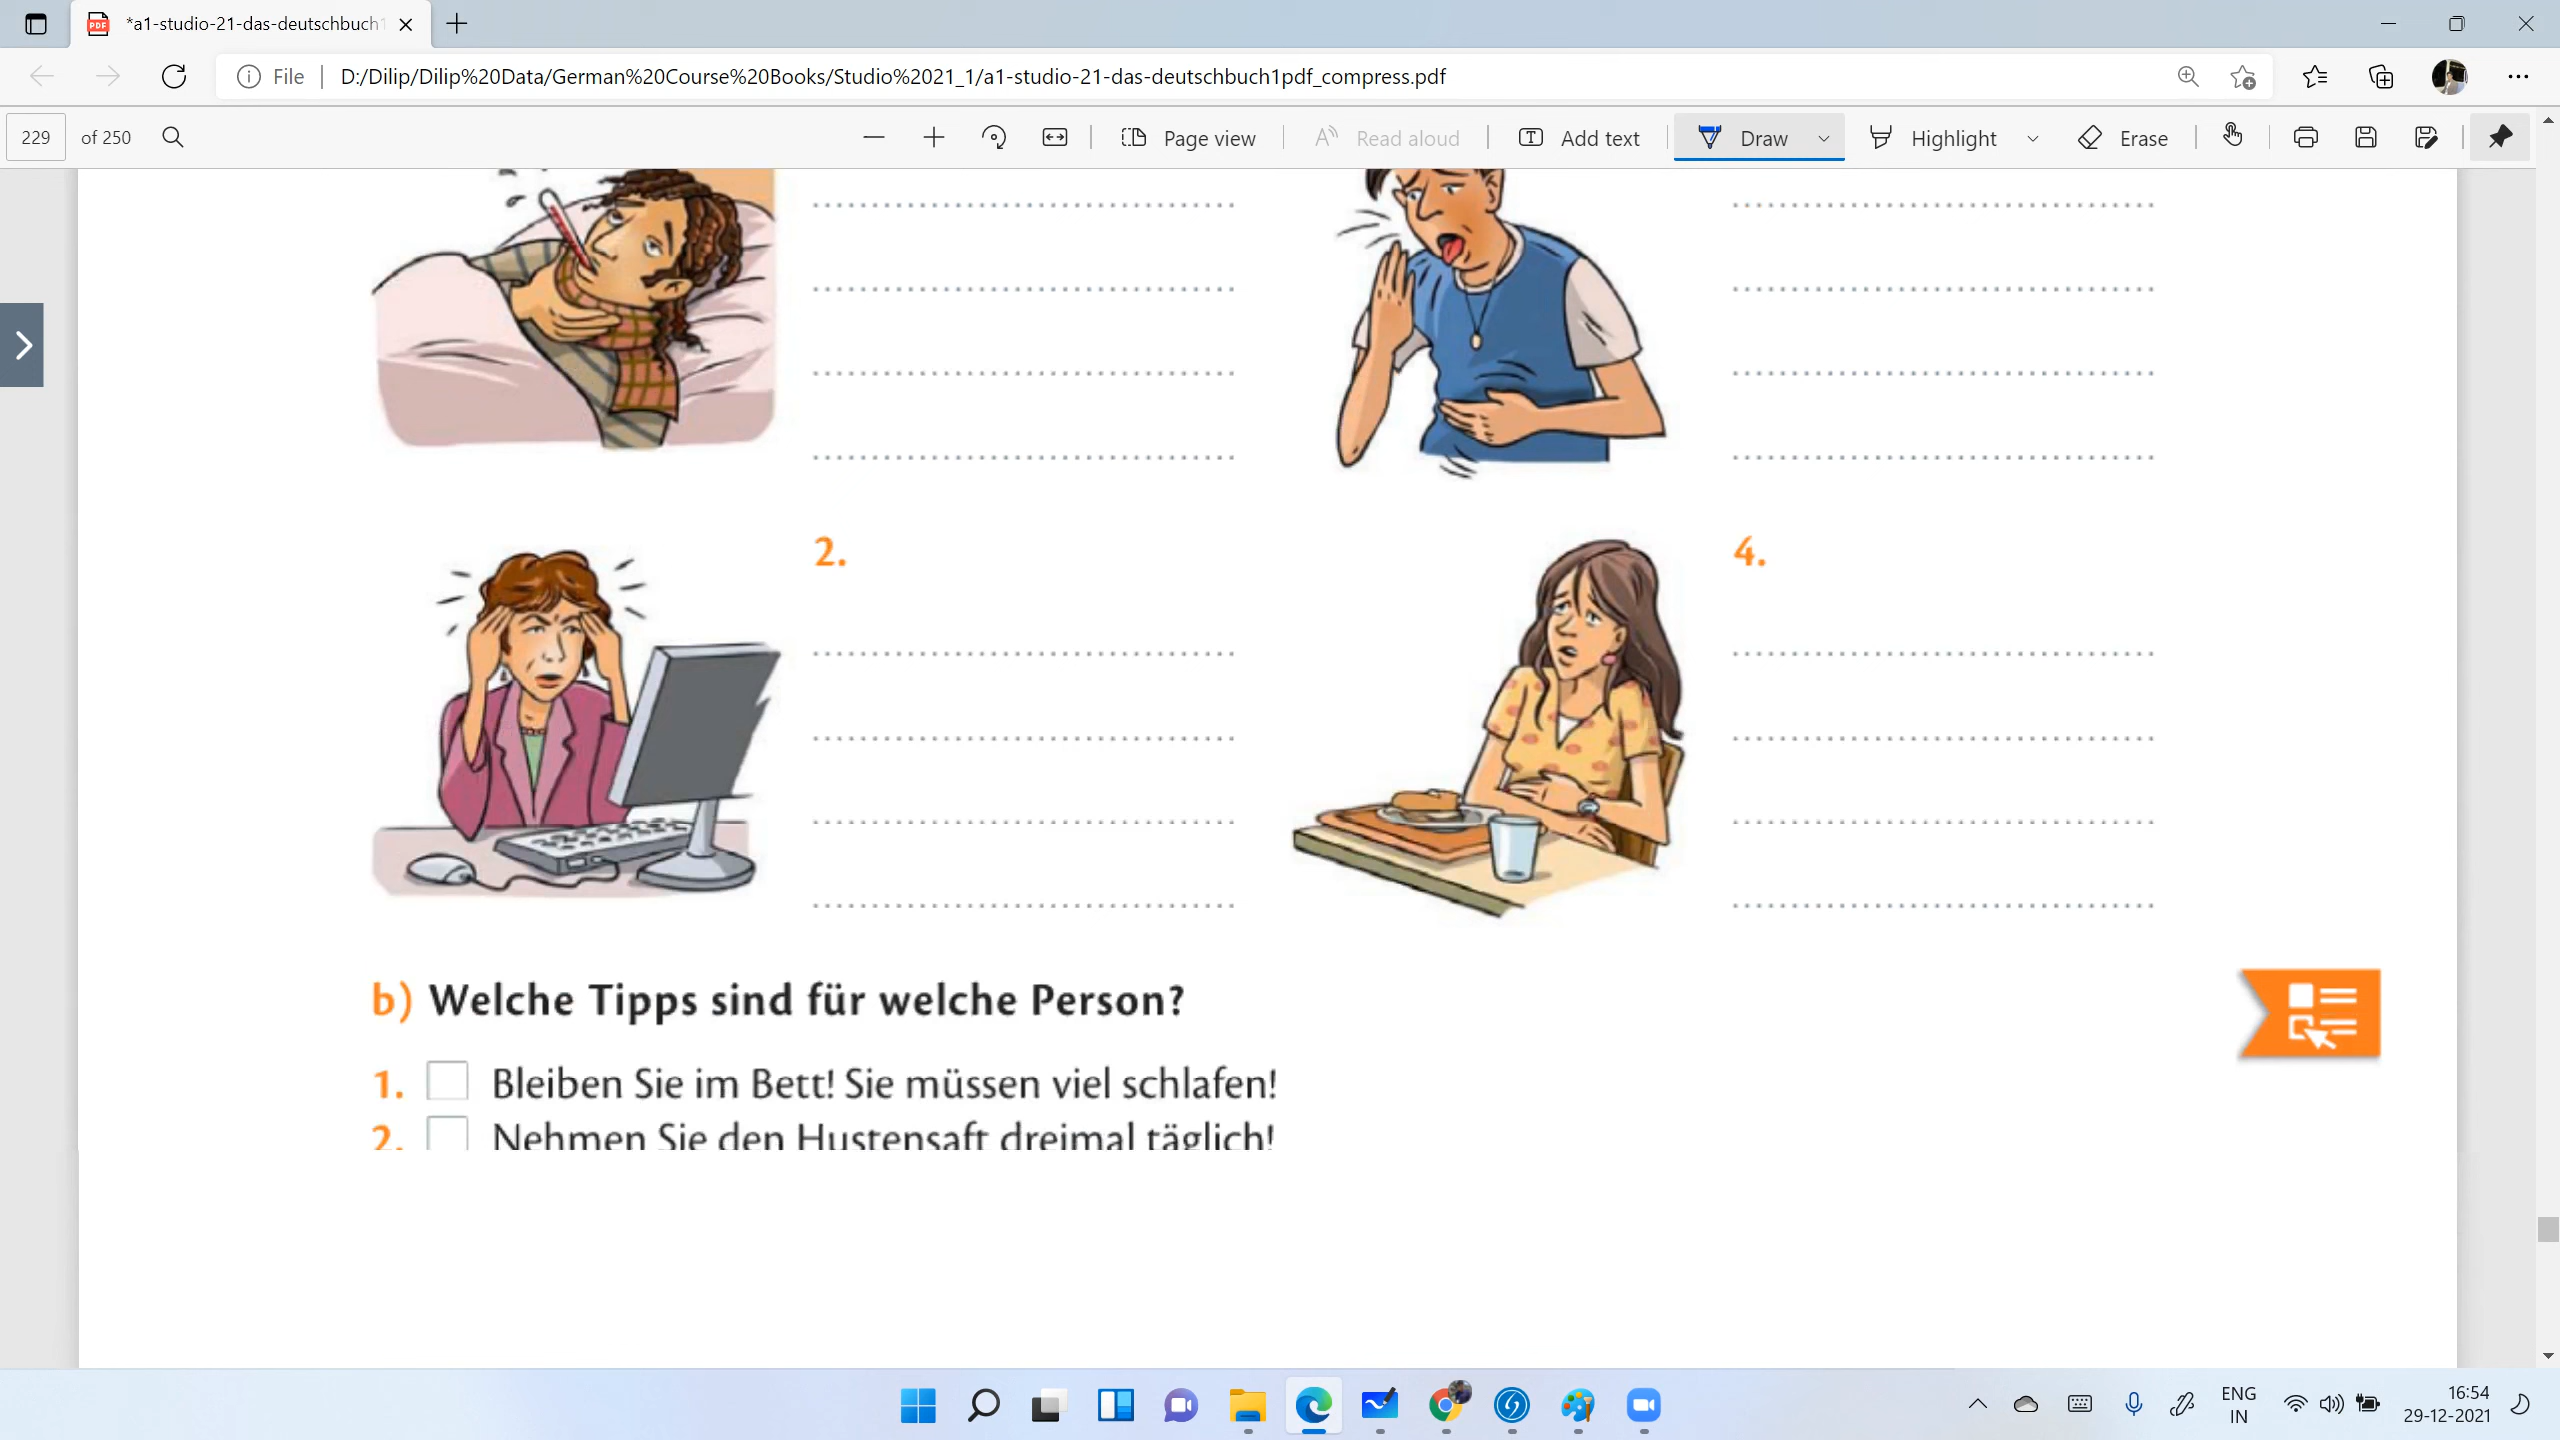 *a1-studio-21-das-deutschbuch1
File D:/Dilip/Dilip%20Data/German%20Course%20Books/Studio%2021_1/a1-studio-21-das-deutschbuch1pdf_compress.pdf
229 of 250 Page view Read aloud Add text Draw Highlight Erase
2.
4.
b) Welche Tipps sind für welche Person?
1. Bleiben Sie im Bett! Sie müssen viel schlafen!
2. Nehmen Sie den Hustensaft dreimal täglich!
ENG 16:54
IN 29-12-2021